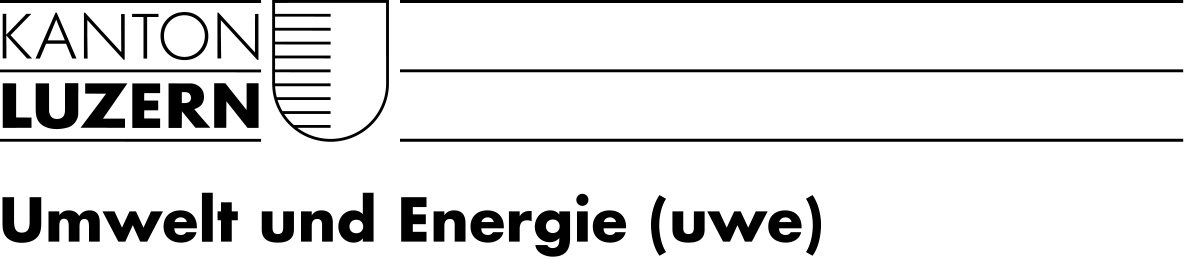 KANTON
LUZERN
Umwelt und Energie (uwe)